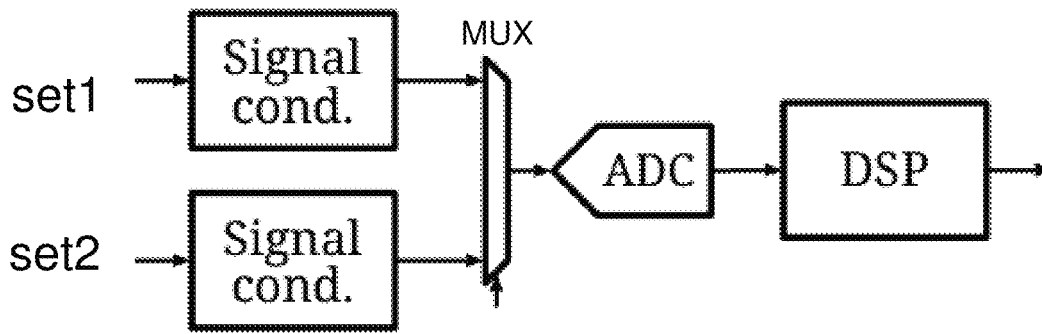 MUX
set1
Signal
cond.
ADC
DSP
set2
Signal
cond.